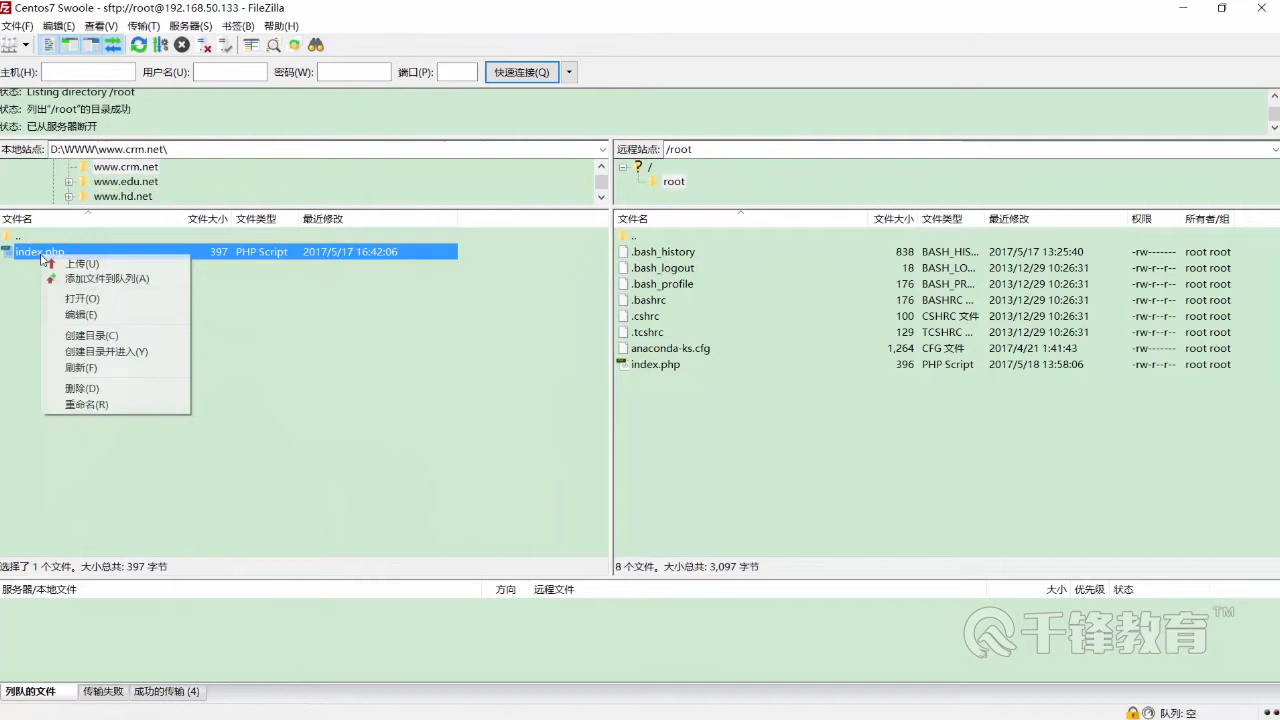 Centos7 Swoole - sftp://root@192.168.50.133 - FileZilla
文件(F) 编辑(E) 查看(V) 传输(T) 服务器(S) 书签(B) 帮助(H)
主机(H): 用户名(U): 密码(W): 端口(P): 快速连接(Q)
状态: Listing directory /root
状态: 列出"/root"的目录成功
状态: 已从服务器断开
本地站点: D:\WWW\www.crm.net\
www.crm.net
www.edu.net
www.hd.net
远程站点: /root
? /
root
文件名 文件大小 文件类型 最近修改
..
index.php 397 PHP Script 2017/5/17 16:42:06
上传(U)
添加文件到队列(A)
打开(O)
编辑(E)
创建目录(C)
创建目录并进入(Y)
刷新(F)
删除(D)
重命名(R)
选择了 1 个文件。大小总共: 397 字节
文件名 文件大小 文件类型 最近修改 权限 所有者/组
..
.bash_history 838 BASH_HIS... 2017/5/17 13:25:40 -rw------- root root
.bash_logout 18 BASH_LO... 2013/12/29 10:26:31 -rw-r--r-- root root
.bash_profile 176 BASH_PR... 2013/12/29 10:26:31 -rw-r--r-- root root
.bashrc 176 BASHRC ... 2013/12/29 10:26:31 -rw-r--r-- root root
.cshrc 100 CSHRC 文件 2013/12/29 10:26:31 -rw-r--r-- root root
.tcshrc 129 TCSHRC ... 2013/12/29 10:26:31 -rw-r--r-- root root
anaconda-ks.cfg 1,264 CFG 文件 2017/4/21 1:41:43 -rw------- root root
index.php 396 PHP Script 2017/5/18 13:58:06 -rw-r--r-- root root
8 个文件。大小总共: 3,097 字节
服务器/本地文件 方向 远程文件 大小 优先级 状态
千锋教育™
列队的文件 传输失败 成功的传输 (4)
队列: 空